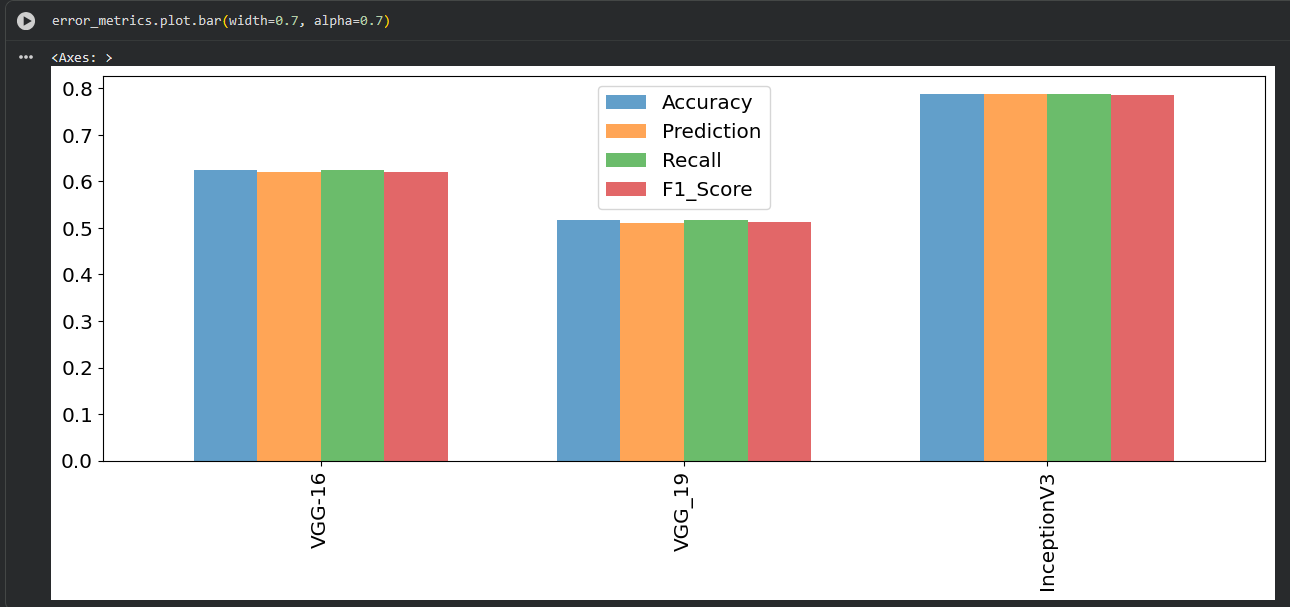 error_metrics.plot.bar(width=0.7, alpha=0.7)
<Axes: >
0.8
0.7
0.6
0.5
0.4
0.3
0.2
0.1
0.0
Accuracy
Prediction
Recall
F1_Score
VGG-16
VGG_19
InceptionV3